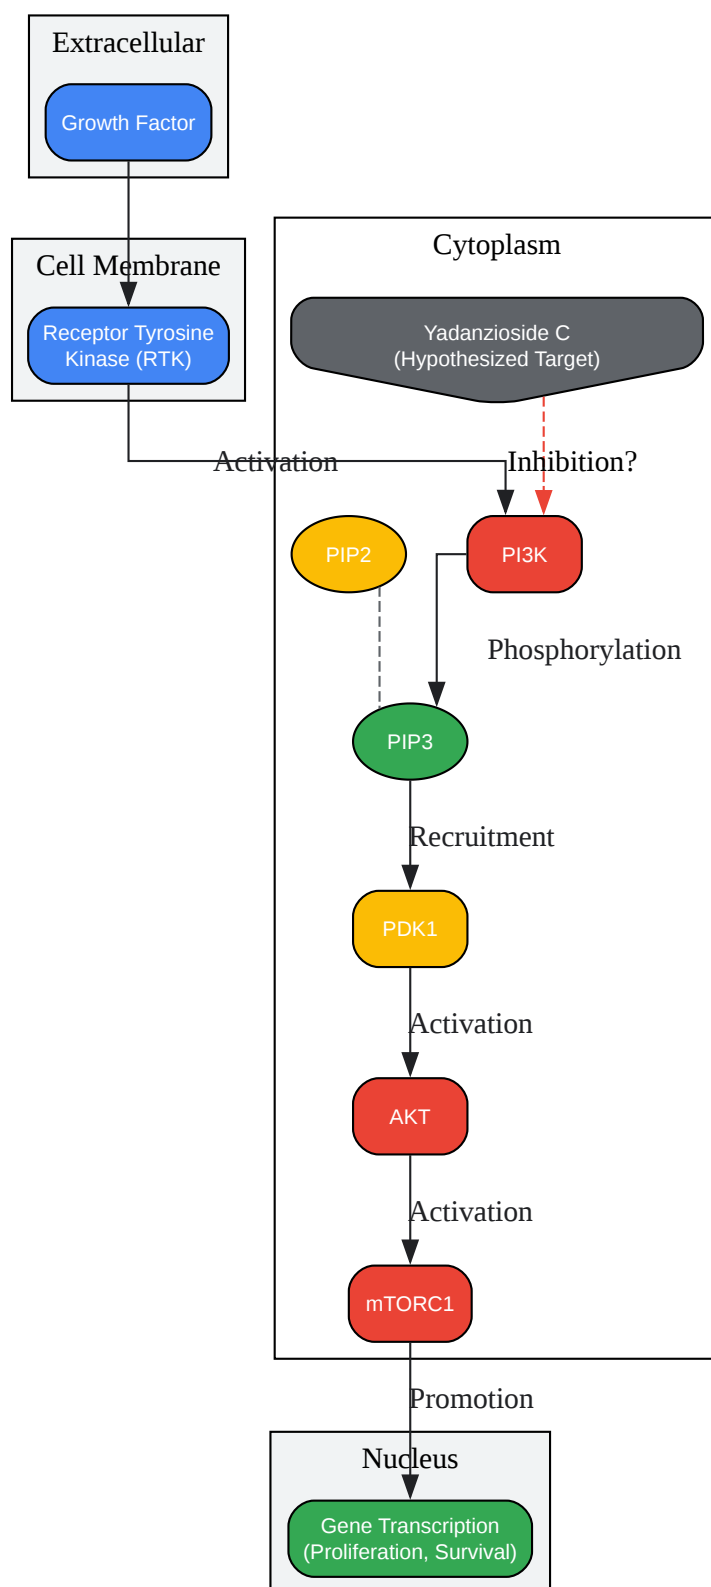 Extracellular
Growth Factor
Cell Membrane
Receptor Tyrosine
Kinase (RTK)
Cytoplasm
Yadanzioside C
(Hypothesized Target)
Activation
Inhibition?
PIP2
PI3K
Phosphorylation
PIP3
Recruitment
PDK1
Activation
AKT
Activation
mTORC1
Promotion
Nucleus
Gene Transcription
(Proliferation, Survival)